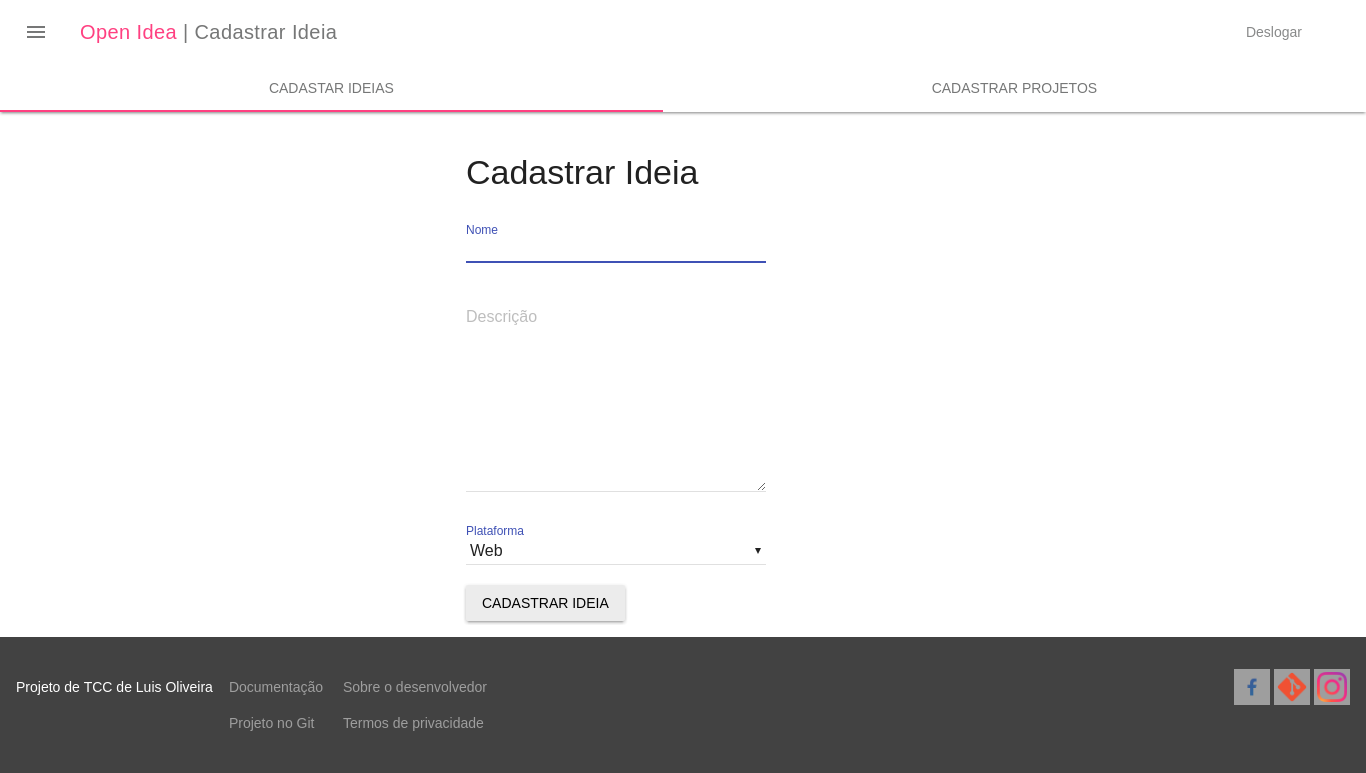 Open Idea | Cadastrar Ideia
Deslogar
CADASTAR IDEIAS
CADASTRAR PROJETOS
Cadastrar Ideia
Nome
Descrição
Plataforma
Web
CADASTRAR IDEIA
Projeto de TCC de Luis Oliveira
Documentação
Sobre o desenvolvedor
Projeto no Git
Termos de privacidade